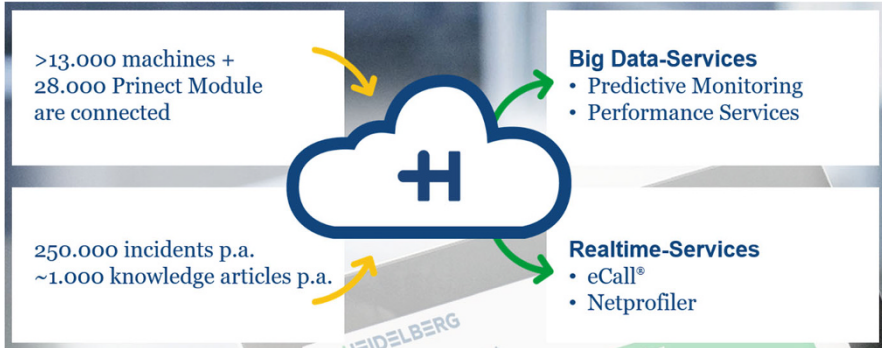 >13.000 machines +
28.000 Prinect Module
are connected
Big Data-Services
• Predictive Monitoring
• Performance Services
H
250.000 incidents p.a.
~1.000 knowledge articles p.a.
Realtime-Services
• eCall®
• Netprofiler
HEIDELBERG